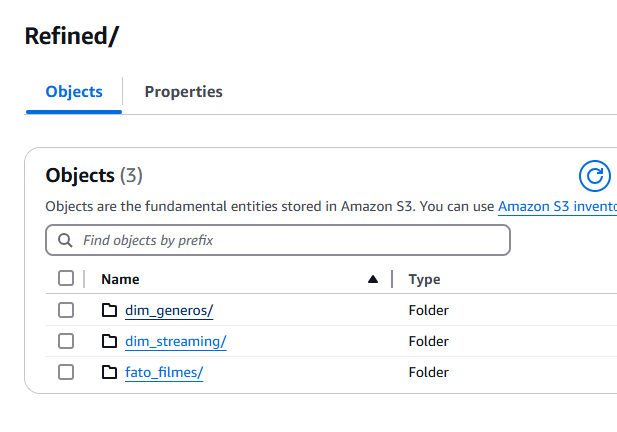 Refined/
Objects
Properties
Objects (3)
Objects are the fundamental entities stored in Amazon S3. You can use Amazon S3 invento
Find objects by prefix
Name Type
dim_generos/ Folder
dim_streaming/ Folder
fato_filmes/ Folder